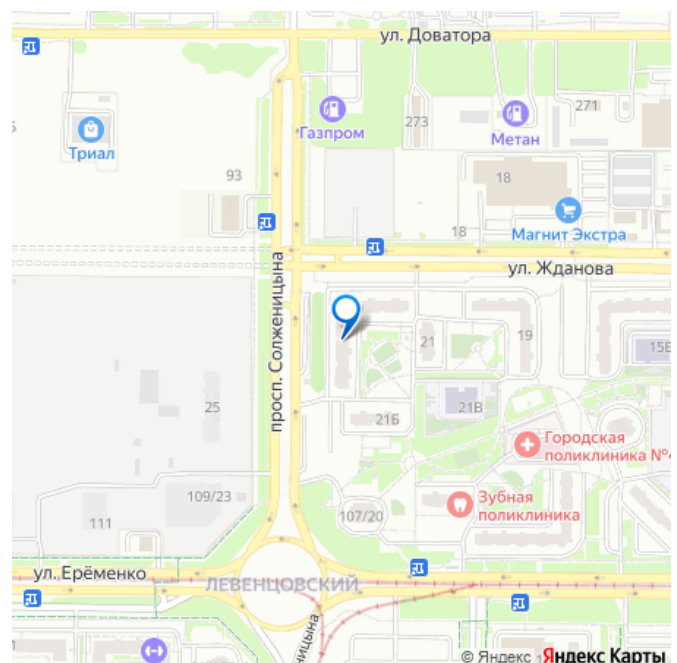 ул. Доватора
Газпром
273
Метан
271
Триал
93
18
Магнит Экстра
18
ул. Жданова
просп. Солженицына
21
19
15В
25
21Б
21В
Городская
поликлиника №
109/23
111
107/20
Зубная
поликлиника
ул. Ерёменко
ЛЕВЕНЦОВСКИЙ
© Яндекс
Яндекс Карты